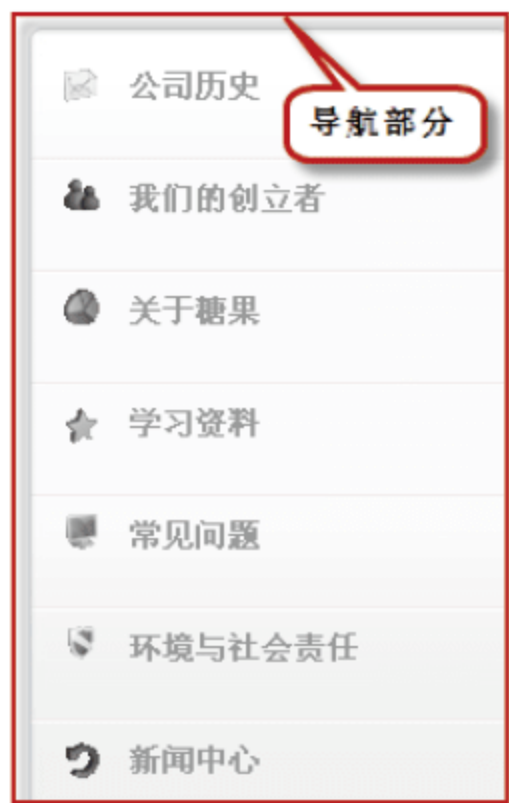 公司历史
导航部分
我们的创立者
关于糖果
学习资料
常见问题
环境与社会责任
新闻中心